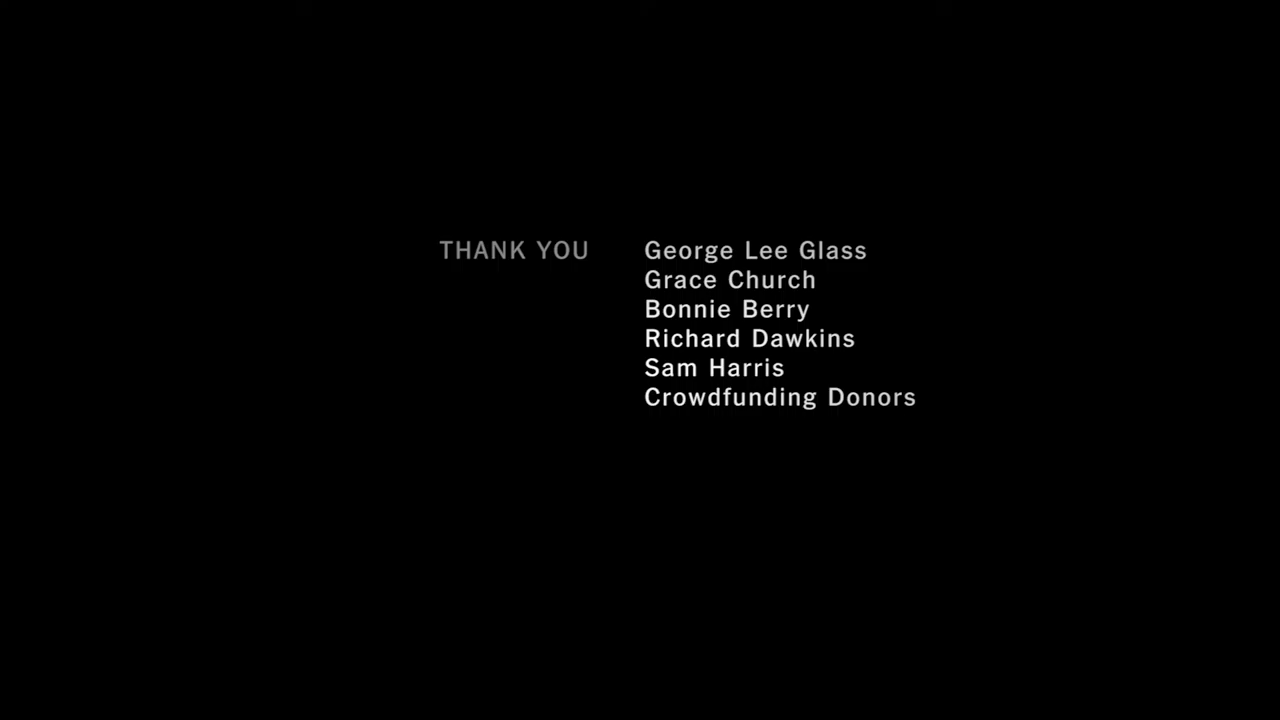 THANK YOU George Lee Glass
Grace Church
Bonnie Berry
Richard Dawkins
Sam Harris
Crowdfunding Donors